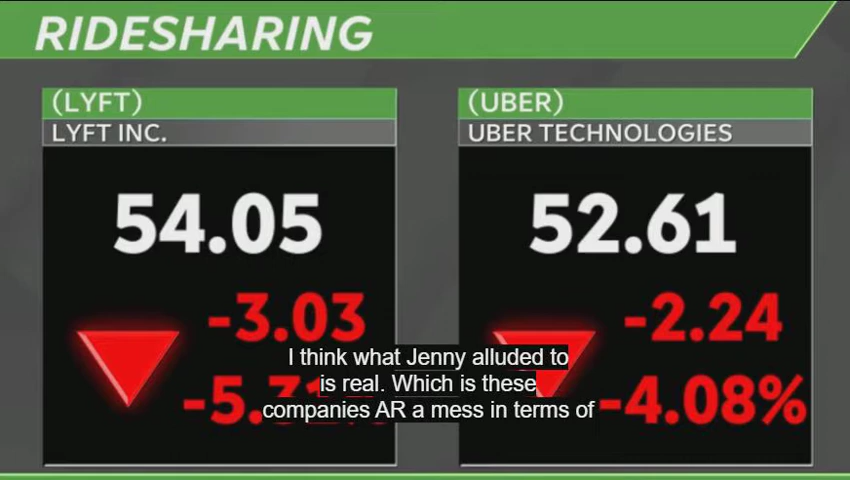 RIDESHARING
(LYFT)
LYFT INC.
54.05
-3.03
(UBER)
UBER TECHNOLOGIES
52.61
-2.24
-4.08%
I think what Jenny alluded to
is real. Which is these
companies AR a mess in terms of